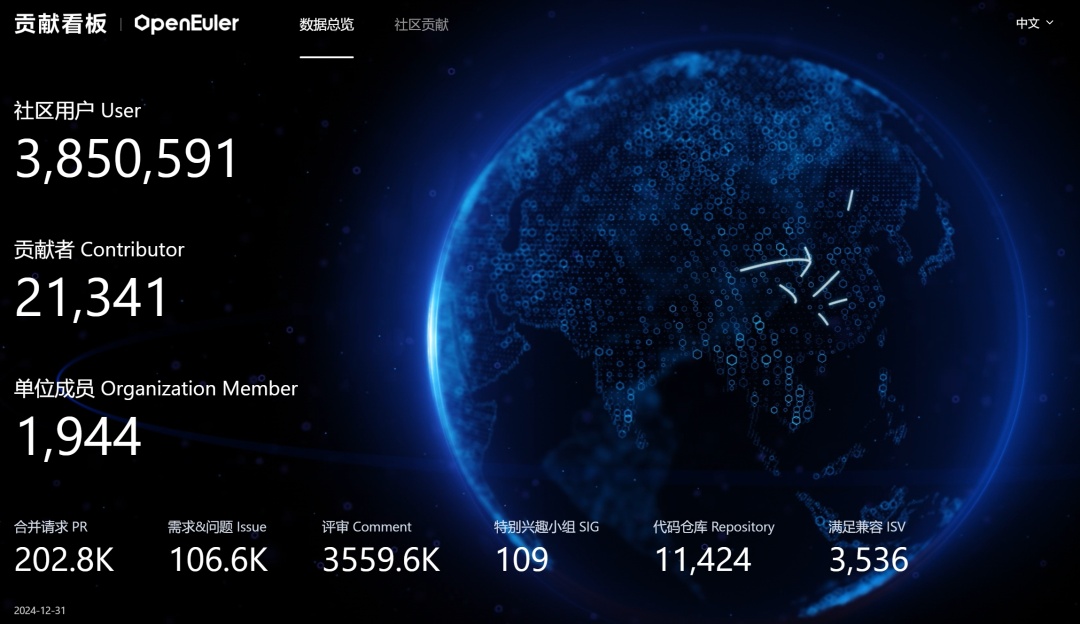 贡献看板 | OpenEuler 数据总览 社区贡献 中文
社区用户 User
3,850,591
贡献者 Contributor
21,341
单位成员 Organization Member
1,944
合并请求 PR 需求&问题 Issue 评审 Comment 特别兴趣小组 SIG 代码仓库 Repository 满足兼容 ISV
202.8K 106.6K 3559.6K 109 11,424 3,536
2024-12-31